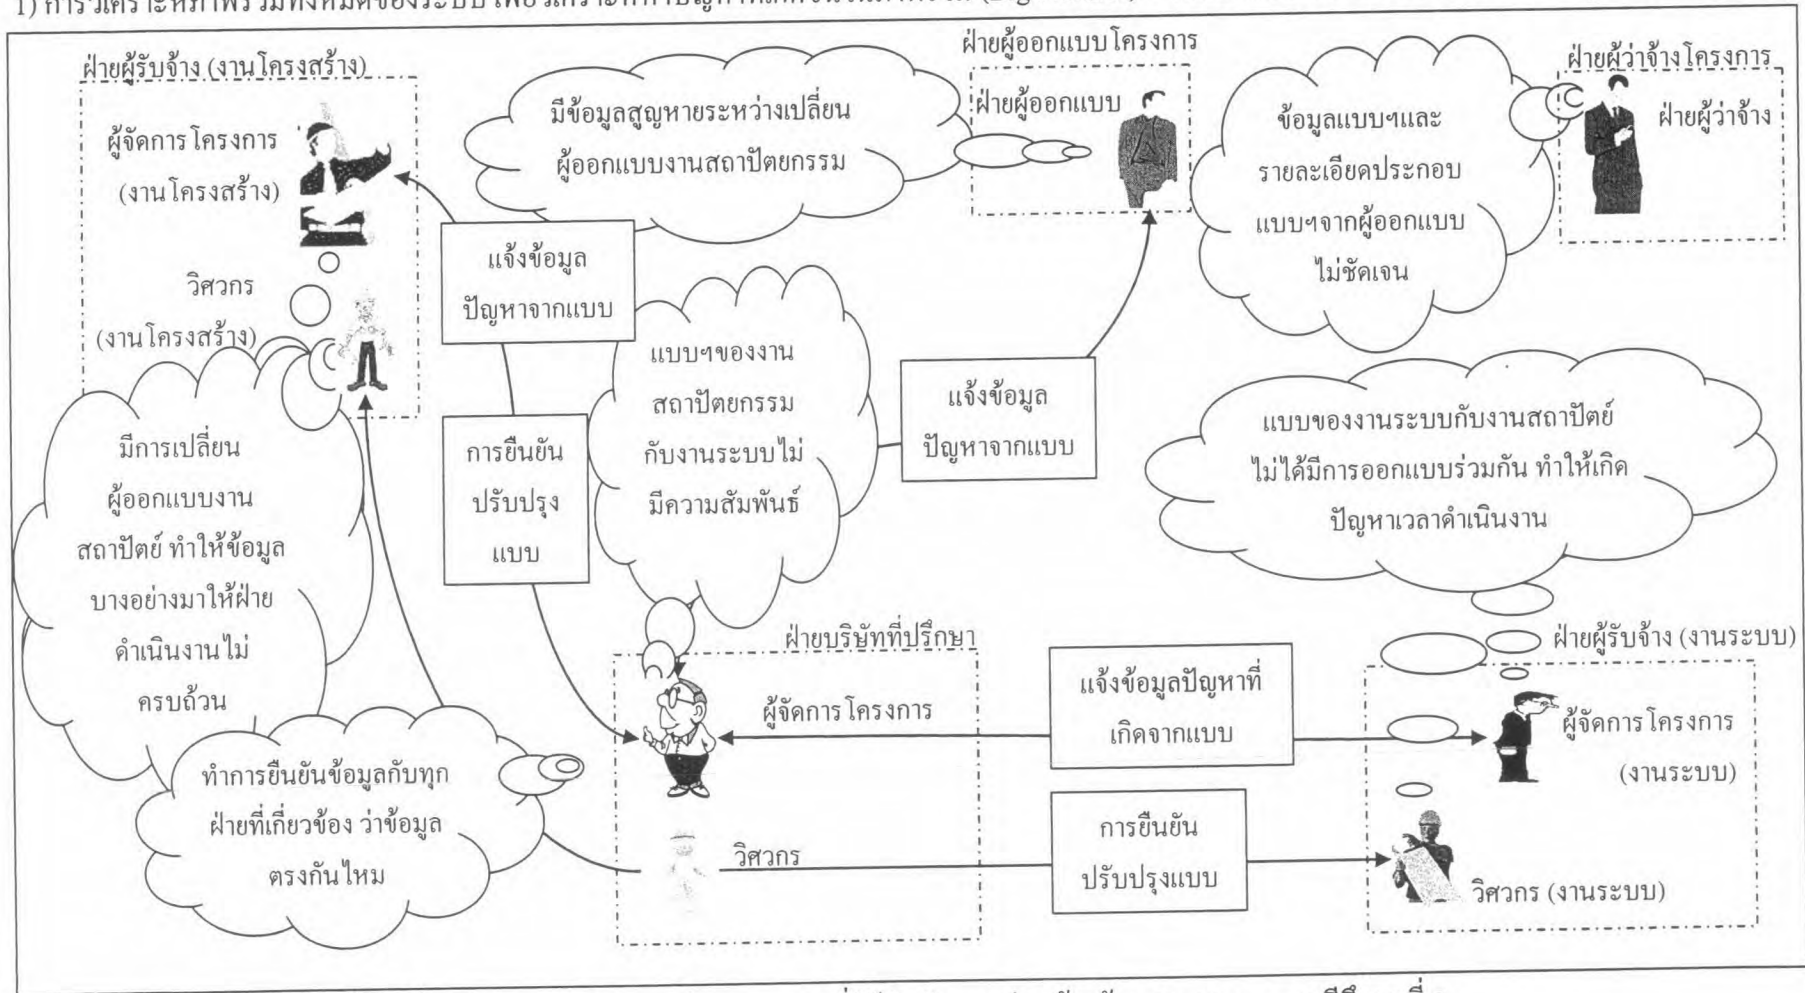 1) การวิเคราะห์ภาพรวมทั้งหมดของระบบ
ฝ่ายผู้รับจ้าง (งานโครงสร้าง)
ผู้จัดการโครงการ
(งานโครงสร้าง)
วิศวกร
(งานโครงสร้าง)
มีข้อมูลสูญหายระหว่างเปลี่ยน
ผู้ออกแบบงานสถาปัตยกรรม
ฝ่ายผู้ออกแบบโครงการ
ฝ่ายผู้ออกแบบ
ข้อมูลแบบฯและ
รายละเอียดประกอบ
แบบฯจากผู้ออกแบบ
ไม่ชัดเจน
ฝ่ายผู้ว่าจ้างโครงการ
ฝ่ายผู้ว่าจ้าง
แจ้งข้อมูล
ปัญหาจากแบบ
แบบฯของงาน
สถาปัตยกรรม
กับงานระบบไม่
มีความสัมพันธ์
แจ้งข้อมูล
ปัญหาจากแบบ
แบบของงานระบบกับงานสถาปัตย์
ไม่ได้มีการออกแบบร่วมกัน ทำให้เกิด
ปัญหาเวลาดำเนินงาน
มีการเปลี่ยน
ผู้ออกแบบงาน
สถาปัตย์ ทำให้ข้อมูล
บางอย่างมาให้ฝ่าย
ดำเนินงานไม่
ครบถ้วน
การยืนยัน
ปรับปรุง
แบบ
ฝ่ายบริษัทที่ปรึกษา
ผู้จัดการโครงการ
วิศวกร
แจ้งข้อมูลปัญหาที่
เกิดจากแบบ
ฝ่ายผู้รับจ้าง (งานระบบ)
ผู้จัดการโครงการ
(งานระบบ)
ทำการยืนยันข้อมูลกับทุก
ฝ่ายที่เกี่ยวข้อง ว่าข้อมูล
ตรงกันไหม
การยืนยัน
ปรับปรุงแบบ
วิศวกร (งานระบบ)